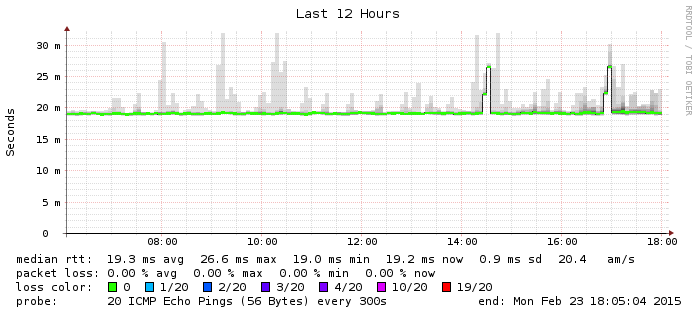 Last 12 Hours
RRDTOOL / TOBI OETIKER
Seconds
30 m
25 m
20 m
15 m
10 m
5 m
0
08:00 10:00 12:00 14:00 16:00 18:00
median rtt: 19.3 ms avg 26.6 ms max 19.0 ms min 19.2 ms now 0.9 ms sd 20.4 am/s
packet loss: 0.00 % avg 0.00 % max 0.00 % min 0.00 % now
loss color: 0 1/20 2/20 3/20 4/20 10/20 19/20
probe: 20 ICMP Echo Pings (56 Bytes) every 300s end: Mon Feb 23 18:05:04 2015